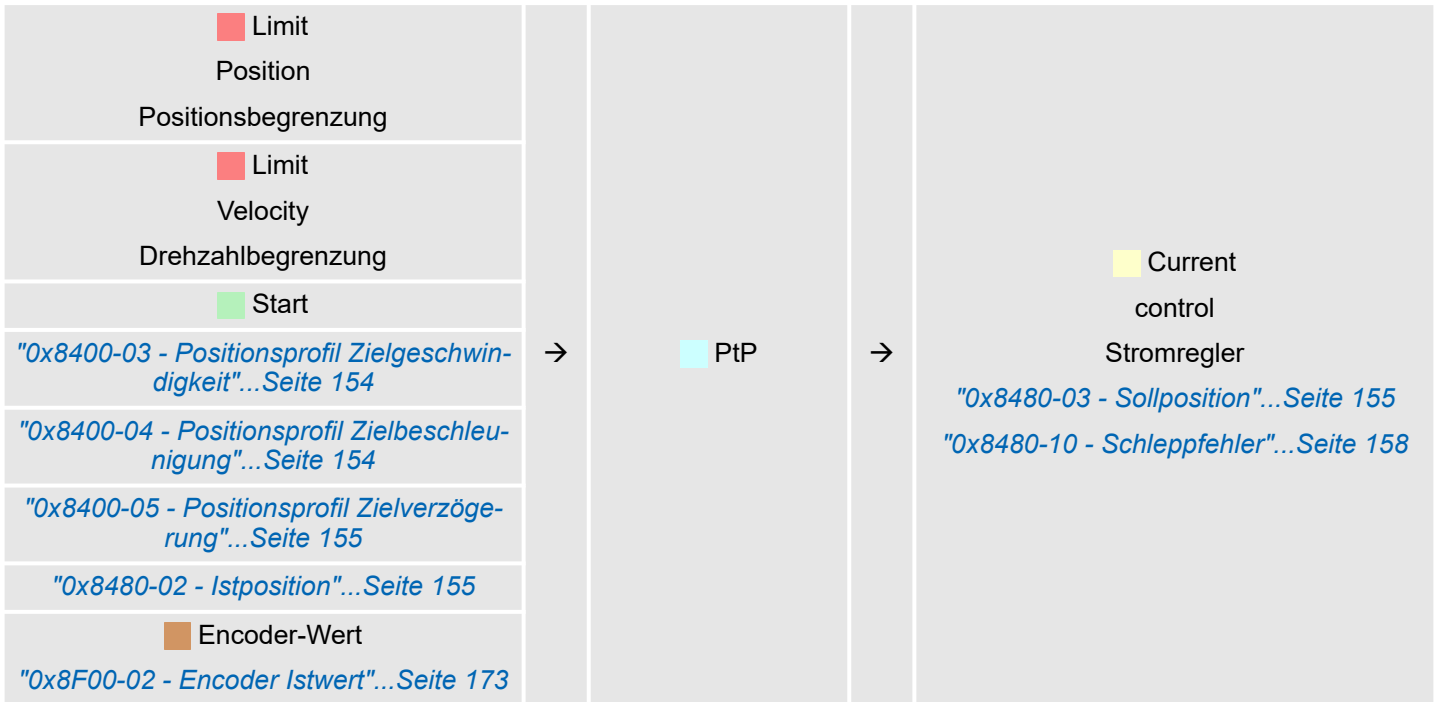 Limit
Position
Positionsbegrenzung
Limit
Velocity
Drehzahlbegrenzung
Start
"0x8400-03 - Positionsprofil Zielgeschwin-
digkeit"...Seite 154
"0x8400-04 - Positionsprofil Zielbeschleu-
nigung"...Seite 154
"0x8400-05 - Positionsprofil Zielverzöge-
rung"...Seite 155
"0x8480-02 - Istposition"...Seite 155
Encoder-Wert
"0x8F00-02 - Encoder Istwert"...Seite 173
→
PtP
→
Current
control
Stromregler
"0x8480-03 - Sollposition"...Seite 155
"0x8480-10 - Schleppfehler"...Seite 158